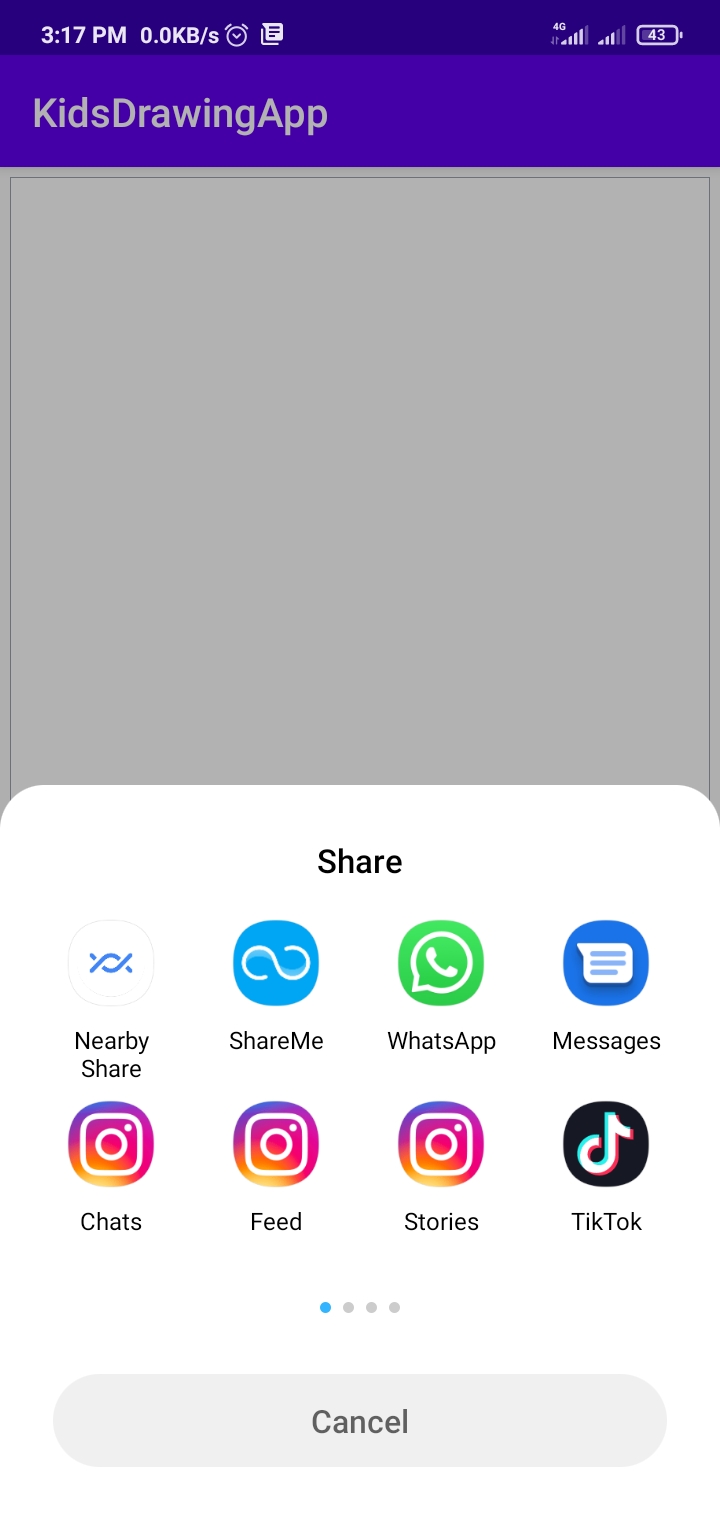 3:17 PM 0.0KB/s 4G 43
KidsDrawingApp
Share
Nearby Share
ShareMe
WhatsApp
Messages
Chats
Feed
Stories
TikTok
Cancel